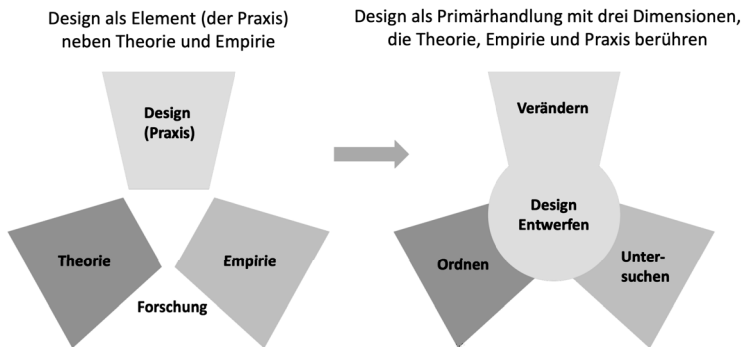 Design als Element (der Praxis)
neben Theorie und Empirie
Design
(Praxis)
Theorie
Empirie
Forschung
Design als Primärhandlung mit drei Dimensionen,
die Theorie, Empirie und Praxis berühren
Verändern
Design
Entwerfen
Ordnen
Unter-
suchen